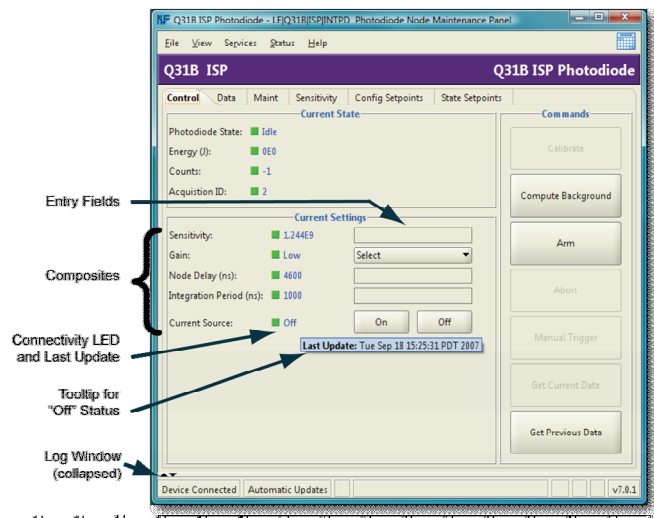 Q31B ISP Photodiode - LF|Q31B|ISP|INTPD Photodiode Node Maintenance Panel
File View Services Status Help
Q31B ISP Q31B ISP Photodiode
Control Data Maint Sensitivity Config Setpoints State Setpoints
Current State
Photodiode State: Idle
Energy (J): 0E0
Counts: -1
Acquistion ID: 2
Current Settings
Sensitivity: 1.244E9
Gain: Low Select
Node Delay (ns): 4600
Integration Period (ns): 1000
Current Source: Off On Off
Last Update: Tue Sep 18 15:25:31 PDT 2007
Commands
Calibrate
Compute Background
Arm
Abort
Manual Trigger
Get Current Data
Get Previous Data
Device Connected Automatic Updates v7.0.1
Entry Fields
Composites
Connectivity LED
and Last Update
Tooltip for
"Off" Status
Log Window
(collapsed)